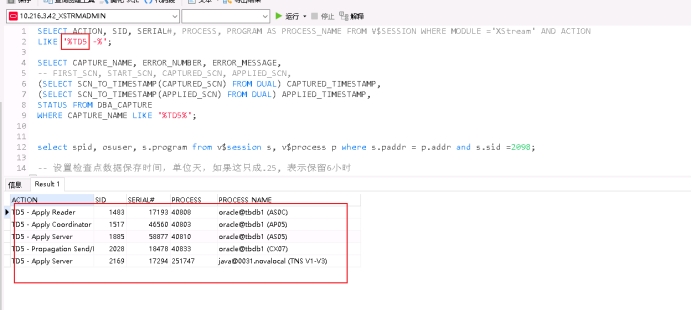 10.216.3.42_XSTRMADMIN
运行
停止
解释
1 SELECT ACTION, SID, SERIAL#, PROCESS, PROGRAM AS PROCESS_NAME FROM V$SESSION WHERE MODULE ='XStream' AND ACTION
2 LIKE '%TD5 -%';
3
4
5 SELECT CAPTURE_NAME, ERROR_NUMBER, ERROR_MESSAGE,
6 -- FIRST_SCN, START_SCN, CAPTURED_SCN, APPLIED_SCN,
7 (SELECT SCN_TO_TIMESTAMP(CAPTURED_SCN) FROM DUAL) CAPTURED_TIMESTAMP,
8 (SELECT SCN_TO_TIMESTAMP(APPLIED_SCN) FROM DUAL) APPLIED_TIMESTAMP,
8 STATUS FROM DBA_CAPTURE
9 WHERE CAPTURE_NAME LIKE '%TD5%';
10
11
12 select spid, osuser, s.program from v$session s, v$process p where s.paddr = p.addr and s.sid =2090;
13
14 -- 设置检查点数据保存时间，单位天，如果这只成.25, 表示保留6小时
信息 Result 1
ACTION SID SERIAL# PROCESS PROCESS_NAME
TD5 - Apply Reader 1483 17193 40808 oracle@tbdb1 (AS0C)
TD5 - Apply Coordinator 1517 46560 40803 oracle@tbdb1 (AP05)
TD5 - Apply Server 1885 58877 40810 oracle@tbdb1 (AS05)
TD5 - Propagation Send/ 2028 18478 40833 oracle@tbdb1 (CX07)
TD5 - Apply Server 2169 17294 251747 java@0031.novalocal (TNS V1-V3)